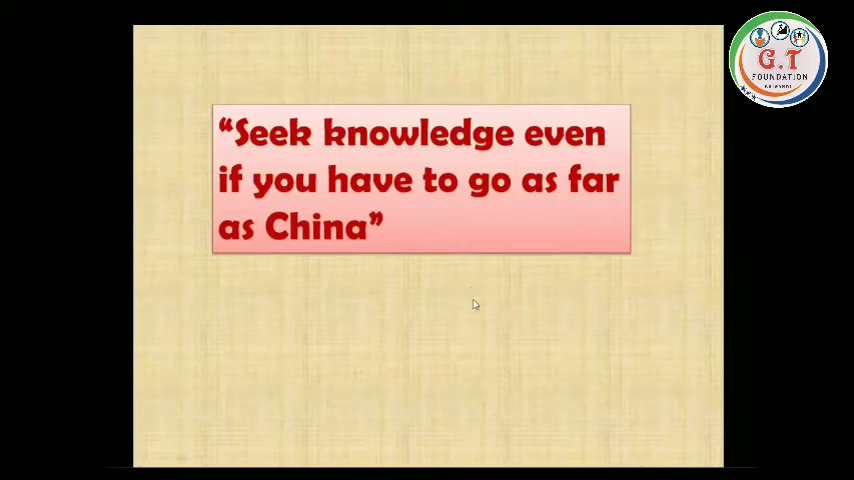 “Seek knowledge even
if you have to go as far
as China”
G.T
FOUNDATION